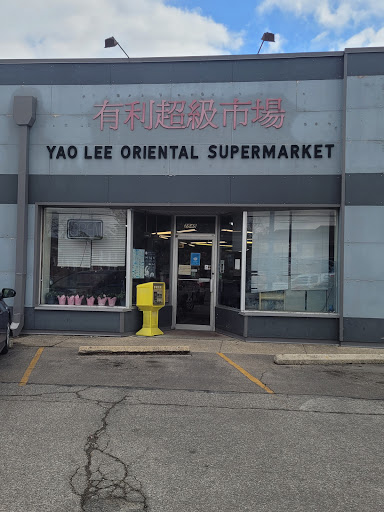 有利超級市場
YAO LEE ORIENTAL SUPERMARKET